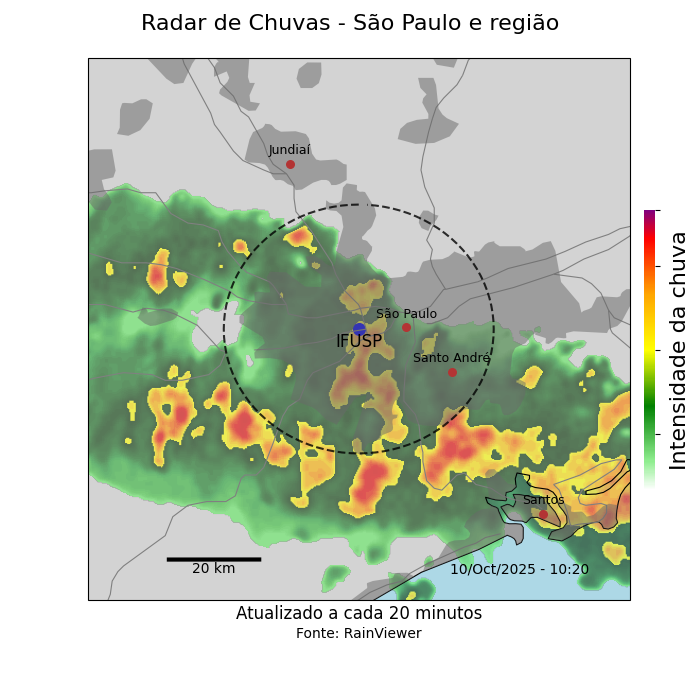 Radar de Chuvas - São Paulo e região
Jundiaí
São Paulo
IFUSP
Santo André
Santos
20 km
10/Oct/2025 - 10:20
Intensidade da chuva
Atualizado a cada 20 minutos
Fonte: RainViewer